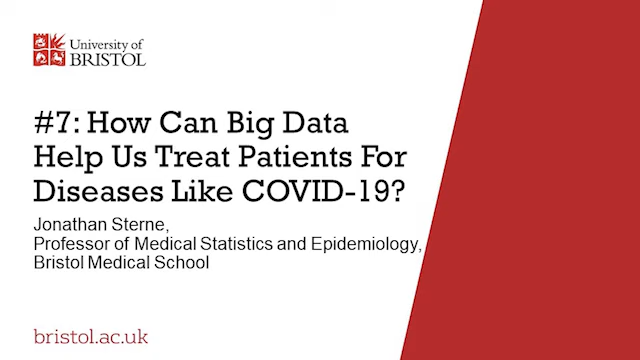 University of
BRISTOL
#7: How Can Big Data
Help Us Treat Patients For
Diseases Like COVID-19?
Jonathan Sterne,
Professor of Medical Statistics and Epidemiology,
Bristol Medical School
bristol.ac.uk